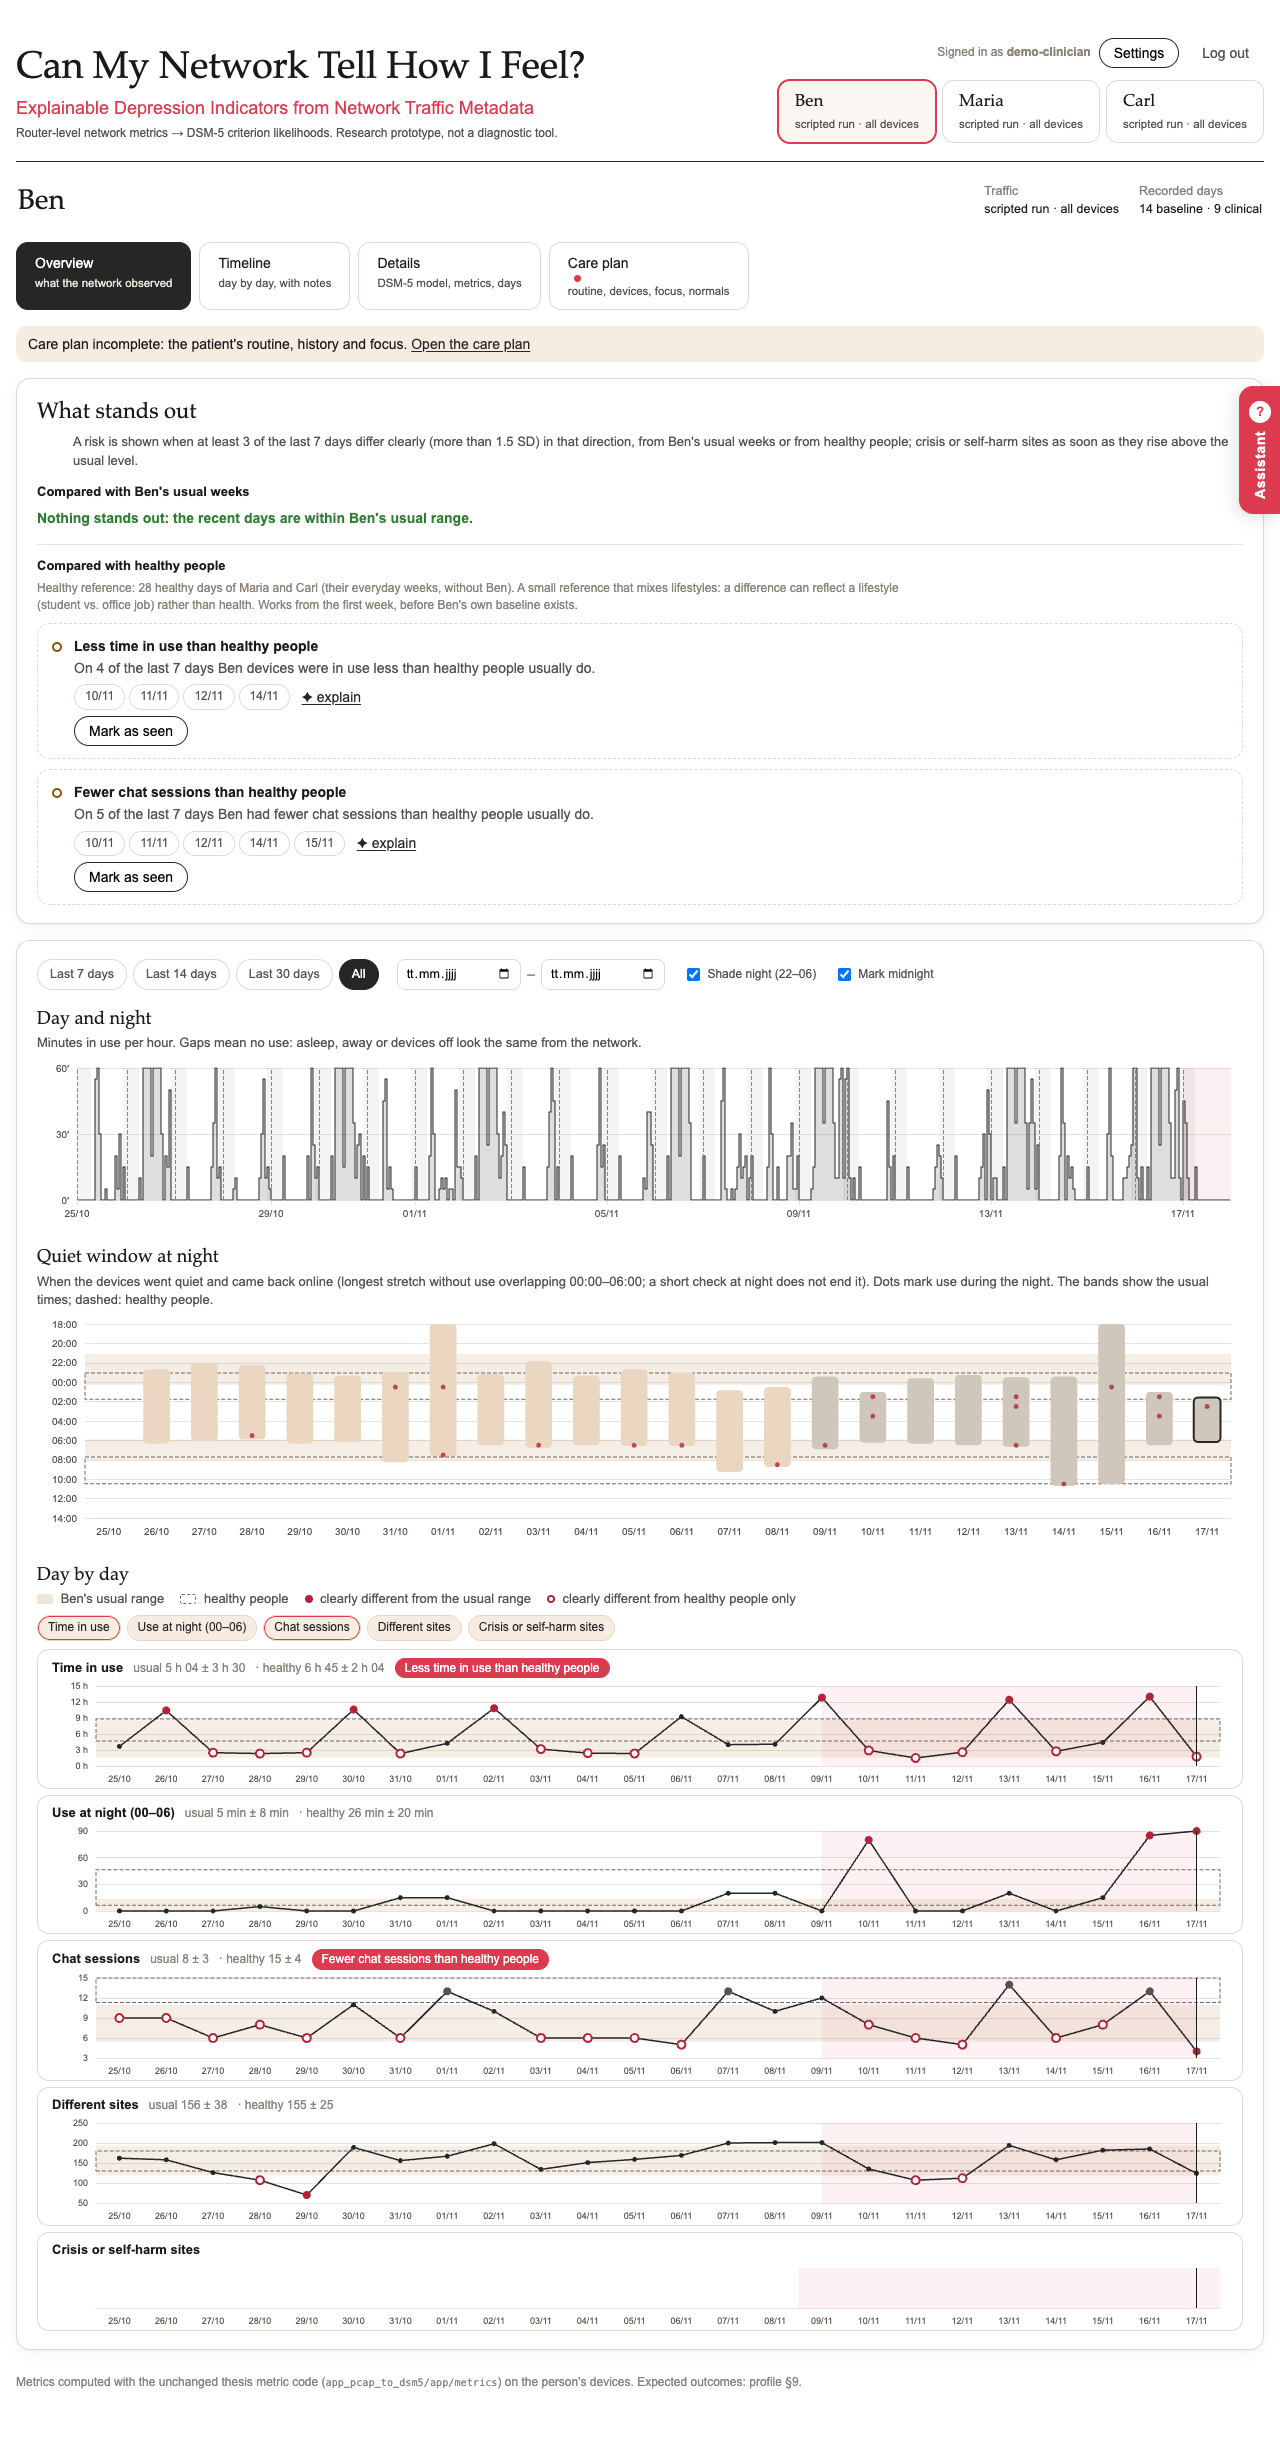 Can My Network Tell How I Feel?
Explainable Depression Indicators from Network Traffic Metadata
Router-level network metrics → DSM-5 criterion likelihoods. Research prototype, not a diagnostic tool.
Signed in as demo-clinician
Settings
Log out
Ben
scripted run · all devices
Maria
scripted run · all devices
Carl
scripted run · all devices
Ben
Traffic
scripted run · all devices
Recorded days
14 baseline · 9 clinical
Overview
what the network observed
Timeline
day by day, with notes
Details
DSM-5 model, metrics, days
Care plan
routine, devices, focus, normals
Care plan incomplete: the patient's routine, history and focus. Open the care plan
Assistant ?
What stands out
A risk is shown when at least 3 of the last 7 days differ clearly (more than 1.5 SD) in that direction, from Ben's usual weeks or from healthy people; crisis or self-harm sites as soon as they rise above the
usual level.
Compared with Ben's usual weeks
Nothing stands out: the recent days are within Ben's usual range.
Compared with healthy people
Healthy reference: 28 healthy days of Maria and Carl (their everyday weeks, without Ben). A small reference that mixes lifestyles: a difference can reflect a lifestyle
(student vs. office job) rather than health. Works from the first week, before Ben's own baseline exists.
Less time in use than healthy people
On 4 of the last 7 days Ben devices were in use less than healthy people usually do.
10/11 11/11 12/11 14/11 ✦ explain
Mark as seen
Fewer chat sessions than healthy people
On 5 of the last 7 days Ben had fewer chat sessions than healthy people usually do.
10/11 11/11 12/11 14/11 15/11 ✦ explain
Mark as seen
Last 7 days Last 14 days Last 30 days All tt.mm.jjjj – tt.mm.jjjj Shade night (22–06) Mark midnight
Day and night
Minutes in use per hour. Gaps mean no use: asleep, away or devices off look the same from the network.
60′
30′
0′
25/10 29/10 01/11 05/11 09/11 13/11 17/11
Quiet window at night
When the devices went quiet and came back online (longest stretch without use overlapping 00:00–06:00; a short check at night does not end it). Dots mark use during the night. The bands show the usual
times; dashed: healthy people.
18:00
20:00
22:00
00:00
02:00
04:00
06:00
08:00
10:00
12:00
14:00
25/10 26/10 27/10 28/10 29/10 30/10 31/10 01/11 02/11 03/11 04/11 05/11 06/11 07/11 08/11 09/11 10/11 11/11 12/11 13/11 14/11 15/11 16/11 17/11
Day by day
Ben's usual range healthy people clearly different from the usual range clearly different from healthy people only
Time in use Use at night (00–06) Chat sessions Different sites Crisis or self-harm sites
Time in use usual 5 h 04 ± 3 h 30 · healthy 6 h 45 ± 2 h 04 Less time in use than healthy people
15 h
12 h
9 h
6 h
3 h
0 h
25/10 26/10 27/10 28/10 29/10 30/10 31/10 01/11 02/11 03/11 04/11 05/11 06/11 07/11 08/11 09/11 10/11 11/11 12/11 13/11 14/11 15/11 16/11 17/11
Use at night (00–06) usual 5 min ± 8 min · healthy 26 min ± 20 min
90
60
30
0
25/10 26/10 27/10 28/10 29/10 30/10 31/10 01/11 02/11 03/11 04/11 05/11 06/11 07/11 08/11 09/11 10/11 11/11 12/11 13/11 14/11 15/11 16/11 17/11
Chat sessions usual 8 ± 3 · healthy 15 ± 4 Fewer chat sessions than healthy people
15
12
9
6
3
25/10 26/10 27/10 28/10 29/10 30/10 31/10 01/11 02/11 03/11 04/11 05/11 06/11 07/11 08/11 09/11 10/11 11/11 12/11 13/11 14/11 15/11 16/11 17/11
Different sites usual 156 ± 38 · healthy 155 ± 25
250
200
150
100
50
25/10 26/10 27/10 28/10 29/10 30/10 31/10 01/11 02/11 03/11 04/11 05/11 06/11 07/11 08/11 09/11 10/11 11/11 12/11 13/11 14/11 15/11 16/11 17/11
Crisis or self-harm sites
25/10 26/10 27/10 28/10 29/10 30/10 31/10 01/11 02/11 03/11 04/11 05/11 06/11 07/11 08/11 09/11 10/11 11/11 12/11 13/11 14/11 15/11 16/11 17/11
Metrics computed with the unchanged thesis metric code (app_pcap_to_dsm5/app/metrics) on the person's devices. Expected outcomes: profile §9.